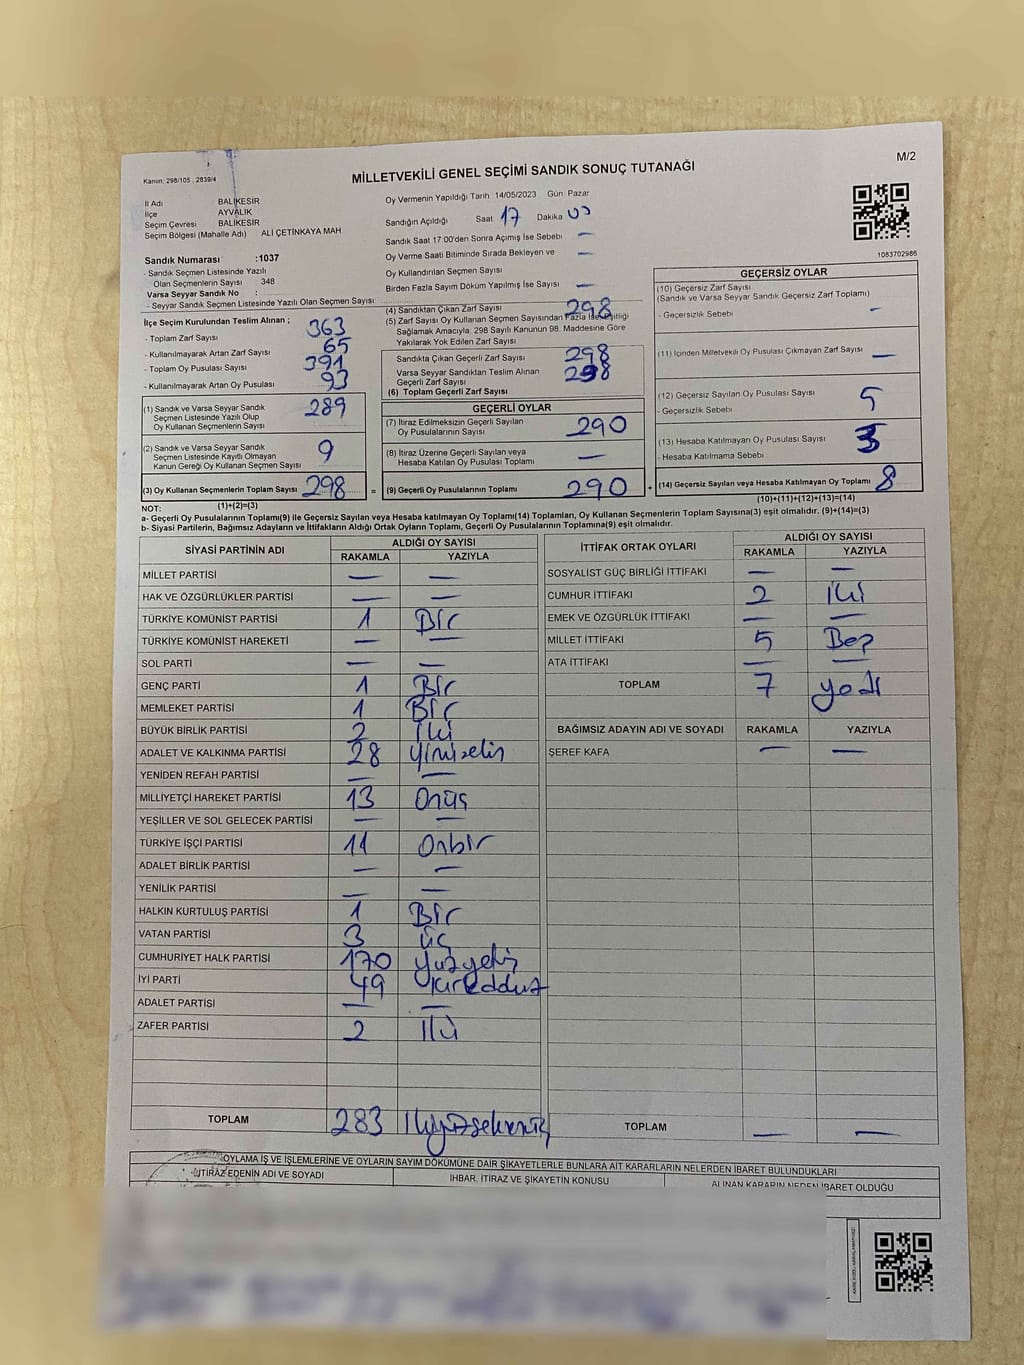 Kanun: 298/105, 2839/4
MİLLETVEKİLİ GENEL SEÇİMİ SANDIK SONUÇ TUTANAĞI
M/2
İl Adı BALIKESİR
İlçe AYVALIK
Seçim Çevresi BALIKESİR
Seçim Bölgesi (Mahalle Adı) . ALİ ÇETİNKAYA MAH
Sandık Numarası :1037
- Sandık Seçmen Listesinde Yazılı
Olan Seçmenlerin Sayısı 348
Varsa Seyyar Sandık No :
- Seyyar Sandık Seçmen Listesinde Yazılı Olan Seçmen Sayısı:
Oy Vermenin Yapıldığı Tarih 14/05/2023 Gün Pazar
Sandığın Açıldığı Saat 17 Dakika
Sandık Saat 17:00'den Sonra Açımış İse Sebebi —
Oy Verme Saati Bitiminde Sırada Bekleyen ve —
Oy Kullandırılan Seçmen Sayısı
Birden Fazla Sayım Döküm Yapılmış İse Sayısı —
1083702986
İlçe Seçim Kurulundan Teslim Alınan ;
- Toplam Zarf Sayısı 363
- Kullanılmayarak Artan Zarf Sayısı 65
- Toplam Oy Pusulası Sayısı 391
- Kullanılmayarak Artan Oy Pusulası 93
(1) Sandık ve Varsa Seyyar Sandık 289
Seçmen Listesinde Yazılı Olup
Oy Kullanan Seçmenlerin Sayısı
(2) Sandık ve Varsa Seyyar Sandık 9
Seçmen Listesinde Kayıtlı Olmayan
Kanun Gereği Oy Kullanan Seçmen Sayısı
(3) Oy Kullanan Seçmenlerin Toplam Sayısı 298 =
(4) Sandıktan Çıkan Zarf Sayısı 298
(5) Zarf Sayısı Oy Kullanan Seçmen Sayısından Fazla İse Eşitliği
Sağlamak Amacıyla. 298 Sayılı Kanunun 98. Maddesine Göre
Yakılarak Yok Edilen Zarf Sayısı
Sandıkta Çıkan Geçerli Zarf Sayısı 298
Varsa Seyyar Sandıktan Teslim Alınan 298
Geçerli Zarf Sayısı
(6) Toplam Geçerli Zarf Sayısı
GEÇERLİ OYLAR
(7) İtiraz Edilmeksizin Geçerli Sayılan 290
Oy Pusulalarının Sayısı
(8) İtiraz Üzerine Geçerli Sayılan veya —
Hesaba Katılan Oy Pusulası Toplamı
(9) Geçerli Oy Pusulalarının Toplamı 290 +
GEÇERSİZ OYLAR
(10) Geçersiz Zarf Sayısı
(Sandık ve Varsa Seyyar Sandık Geçersiz Zarf Toplamı)
- Geçersizlik Sebebi —
(11) İçinden Milletvekili Oy Pusulası Çıkmayan Zarf Sayısı —
(12) Geçersiz Sayılan Oy Pusulası Sayısı 5
- Geçersizlik Sebebi
(13) Hesaba Katılmayan Oy Pusulası Sayısı 3
- Hesaba Katılmama Sebebi
(14) Geçersiz Sayılan veya Hesaba Katılmayan Oy Toplamı 8
NOT: (1)+(2)=(3) (10)+(11)+(12)+(13)=(14)
a- Geçerli Oy Pusulalarının Toplamı(9) ile Geçersiz Sayılan veya Hesaba katılmayan Oy Toplamı(14) Toplamları, Oy Kullanan Seçmenlerin Toplam Sayısına(3) eşit olmalıdır. (9)+(14)=(3)
b- Siyasi Partilerin, Bağımsız Adayların ve İttifakların Aldığı Ortak Oyların Toplamı, Geçerli Oy Pusulalarının Toplamına(9) eşit olmalıdır.
SİYASİ PARTİNİN ADI ALDIĞI OY SAYISI
RAKAMLA YAZIYLA
MİLLET PARTİSİ — —
HAK VE ÖZGÜRLÜKLER PARTİSİ — —
TÜRKİYE KOMÜNİST PARTİSİ 1 Bir
TÜRKİYE KOMÜNİST HAREKETİ — —
SOL PARTİ — —
GENÇ PARTİ 1 Bir
MEMLEKET PARTİSİ 1 Bir
BÜYÜK BİRLİK PARTİSİ 2 iki
ADALET VE KALKINMA PARTİSİ 28
YENİDEN REFAH PARTİSİ — —
MİLLİYETÇİ HAREKET PARTİSİ 13 Onüç
YEŞİLLER VE SOL GELECEK PARTİSİ — —
TÜRKİYE İŞÇİ PARTİSİ 11 Onbir
ADALET BİRLİK PARTİSİ — —
YENİLİK PARTİSİ — —
HALKIN KURTULUŞ PARTİSİ 1 Bir
VATAN PARTİSİ 3 üç
CUMHURİYET HALK PARTİSİ 170
İYİ PARTİ 49
ADALET PARTİSİ — —
ZAFER PARTİSİ 2 İki
TOPLAM 283
İTTİFAK ORTAK OYLARI ALDIĞI OY SAYISI
RAKAMLA YAZIYLA
SOSYALİST GÜÇ BİRLİĞİ İTTİFAKI — —
CUMHUR İTTİFAKI 2 iki
EMEK VE ÖZGÜRLÜK İTTİFAKI — —
MİLLET İTTİFAKI 5 Beş
ATA İTTİFAKI — —
TOPLAM 7 yedi
BAĞIMSIZ ADAYIN ADI VE SOYADI RAKAMLA YAZIYLA
ŞEREF KAFA — —
TOPLAM — —
OYLAMA İŞ VE İŞLEMLERİNE VE OYLARIN SAYIM DÖKÜMÜNE DAİR ŞİKAYETLERLE BUNLARA AİT KARARLARIN NELERDEN İBARET BULUNDUKLARI
İTİRAZ EDENİN ADI VE SOYADI İHBAR, İTİRAZ VE ŞİKAYETİN KONUSU ALINAN KARARIN NEDEN İBARET OLDUĞU